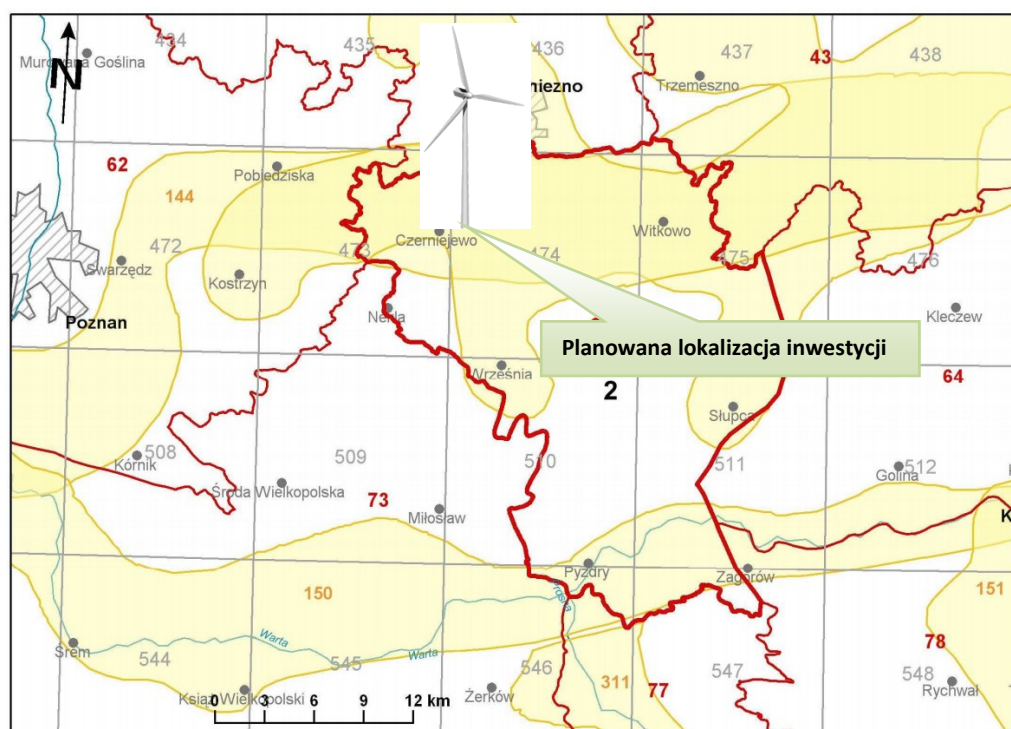 434
435
436
437
43
438
Murowana Goślina
N
niezno
Trzemeszno
62
Pobiedziska
144
472
473
Czerniejewo
474
Witkowo
475
476
Swarzędz
Kostrzyn
Poznan
Nekla
Kleczew
Planowana lokalizacja inwestycji
Września
2
64
Słupca
508
Kórnik
509
510
511
512
Golina
Środa Wielkopolska
73
Miłosław
K
Pyzdry
Zagórów
150
Prosna
151
Warta
Warta
Śrem
544
545
546
547
78
548
Książ Wielkopolski
Żerków
311
77
Rychwał
0 3 6 9 12 km